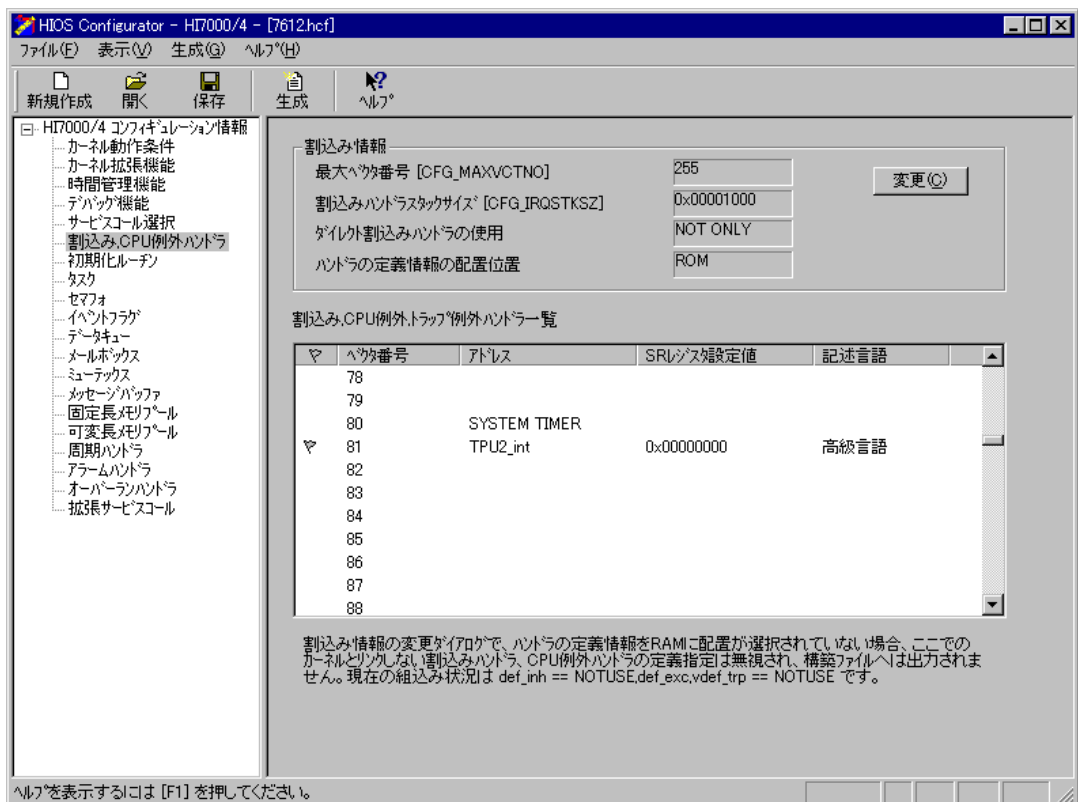 HIOS Configurator - HI7000/4 - [7612.hcf]
ファイル(F) 表示(V) 生成(G) ヘルプ(H)
新規作成 開く 保存 生成 ヘルプ
HI7000/4 コンフィギュレーション情報
カーネル動作条件
カーネル拡張機能
時間管理機能
デバッグ機能
サービスコール選択
割込み,CPU例外ハンドラ
初期化ルーチン
タスク
セマフォ
イベントフラグ
データキュー
メールボックス
ミューテックス
メッセージバッファ
固定長メモリプール
可変長メモリプール
周期ハンドラ
アラームハンドラ
オーバーランハンドラ
拡張サービスコール
割込み情報
最大ベクタ番号 [CFG_MAXVCTNO] 255 変更(C)
割込みハンドラスタックサイズ [CFG_IRQSTKSZ] 0x00001000
ダイレクト割込みハンドラの使用 NOT ONLY
ハンドラの定義情報の配置位置 ROM
割込み,CPU例外,トラップ例外ハンドラ一覧
ベクタ番号 アドレス SRレジスタ設定値 記述言語
78
79
80 SYSTEM TIMER
81 TPU2_int 0x00000000 高級言語
82
83
84
85
86
87
88
割込み情報の変更ダイアログで、ハンドラの定義情報をRAMに配置が選択されていない場合、ここでの
カーネルとリンクしない割込みハンドラ、CPU例外ハンドラの定義指定は無視され、構築ファイルへは出力されま
せん。現在の組込み状況は def_inh == NOTUSE,def_exc,vdef_trp == NOTUSE です。
ヘルプを表示するには [F1] を押してください。